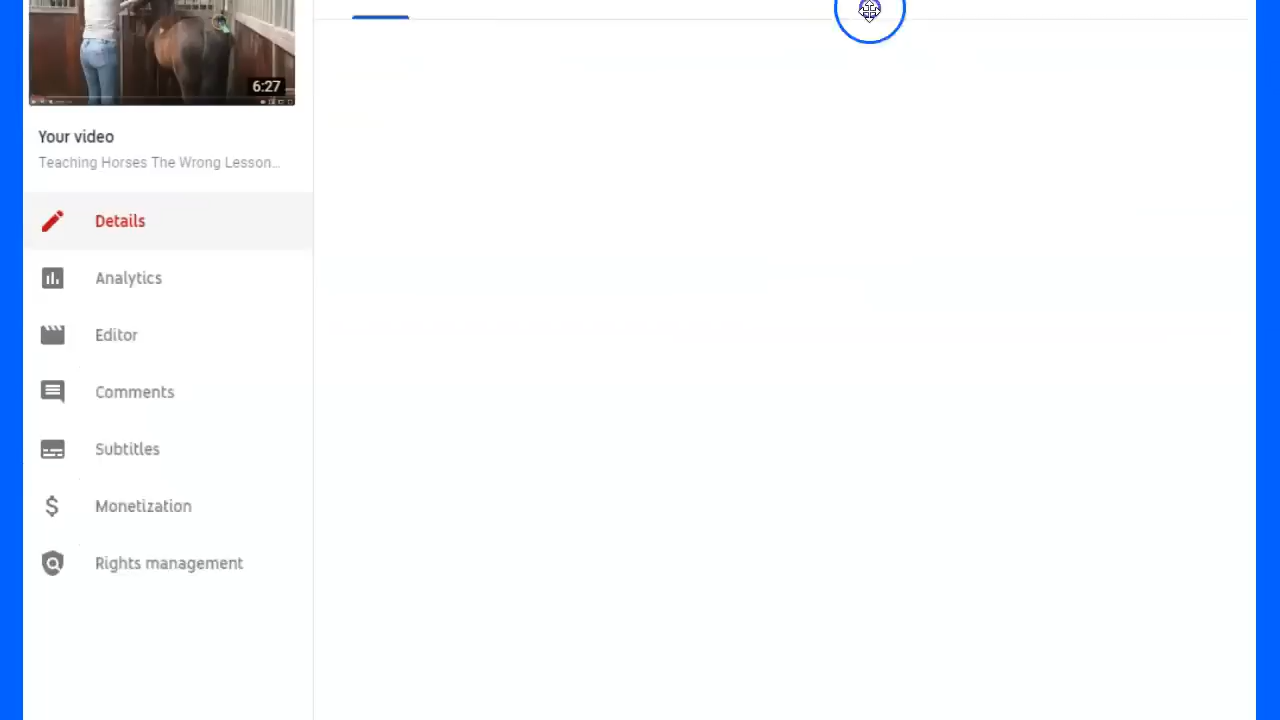 6:27
Your video
Teaching Horses The Wrong Lesson...
Details
Analytics
Editor
Comments
Subtitles
Monetization
Rights management